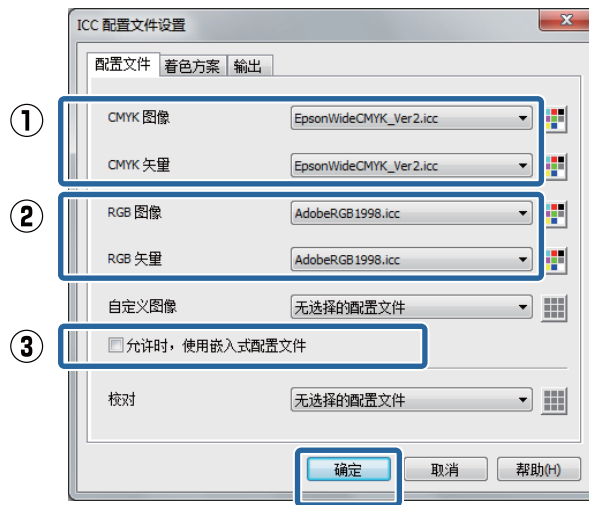 ICC 配置文件设置
配置文件 着色方案 输出
① CMYK 图像 EpsonWideCMYK_Ver2.icc
CMYK 矢量 EpsonWideCMYK_Ver2.icc
② RGB 图像 AdobeRGB1998.icc
RGB 矢量 AdobeRGB1998.icc
自定义图像 无选择的配置文件
③ 允许时，使用嵌入式配置文件
校对 无选择的配置文件
确定 取消 帮助(H)